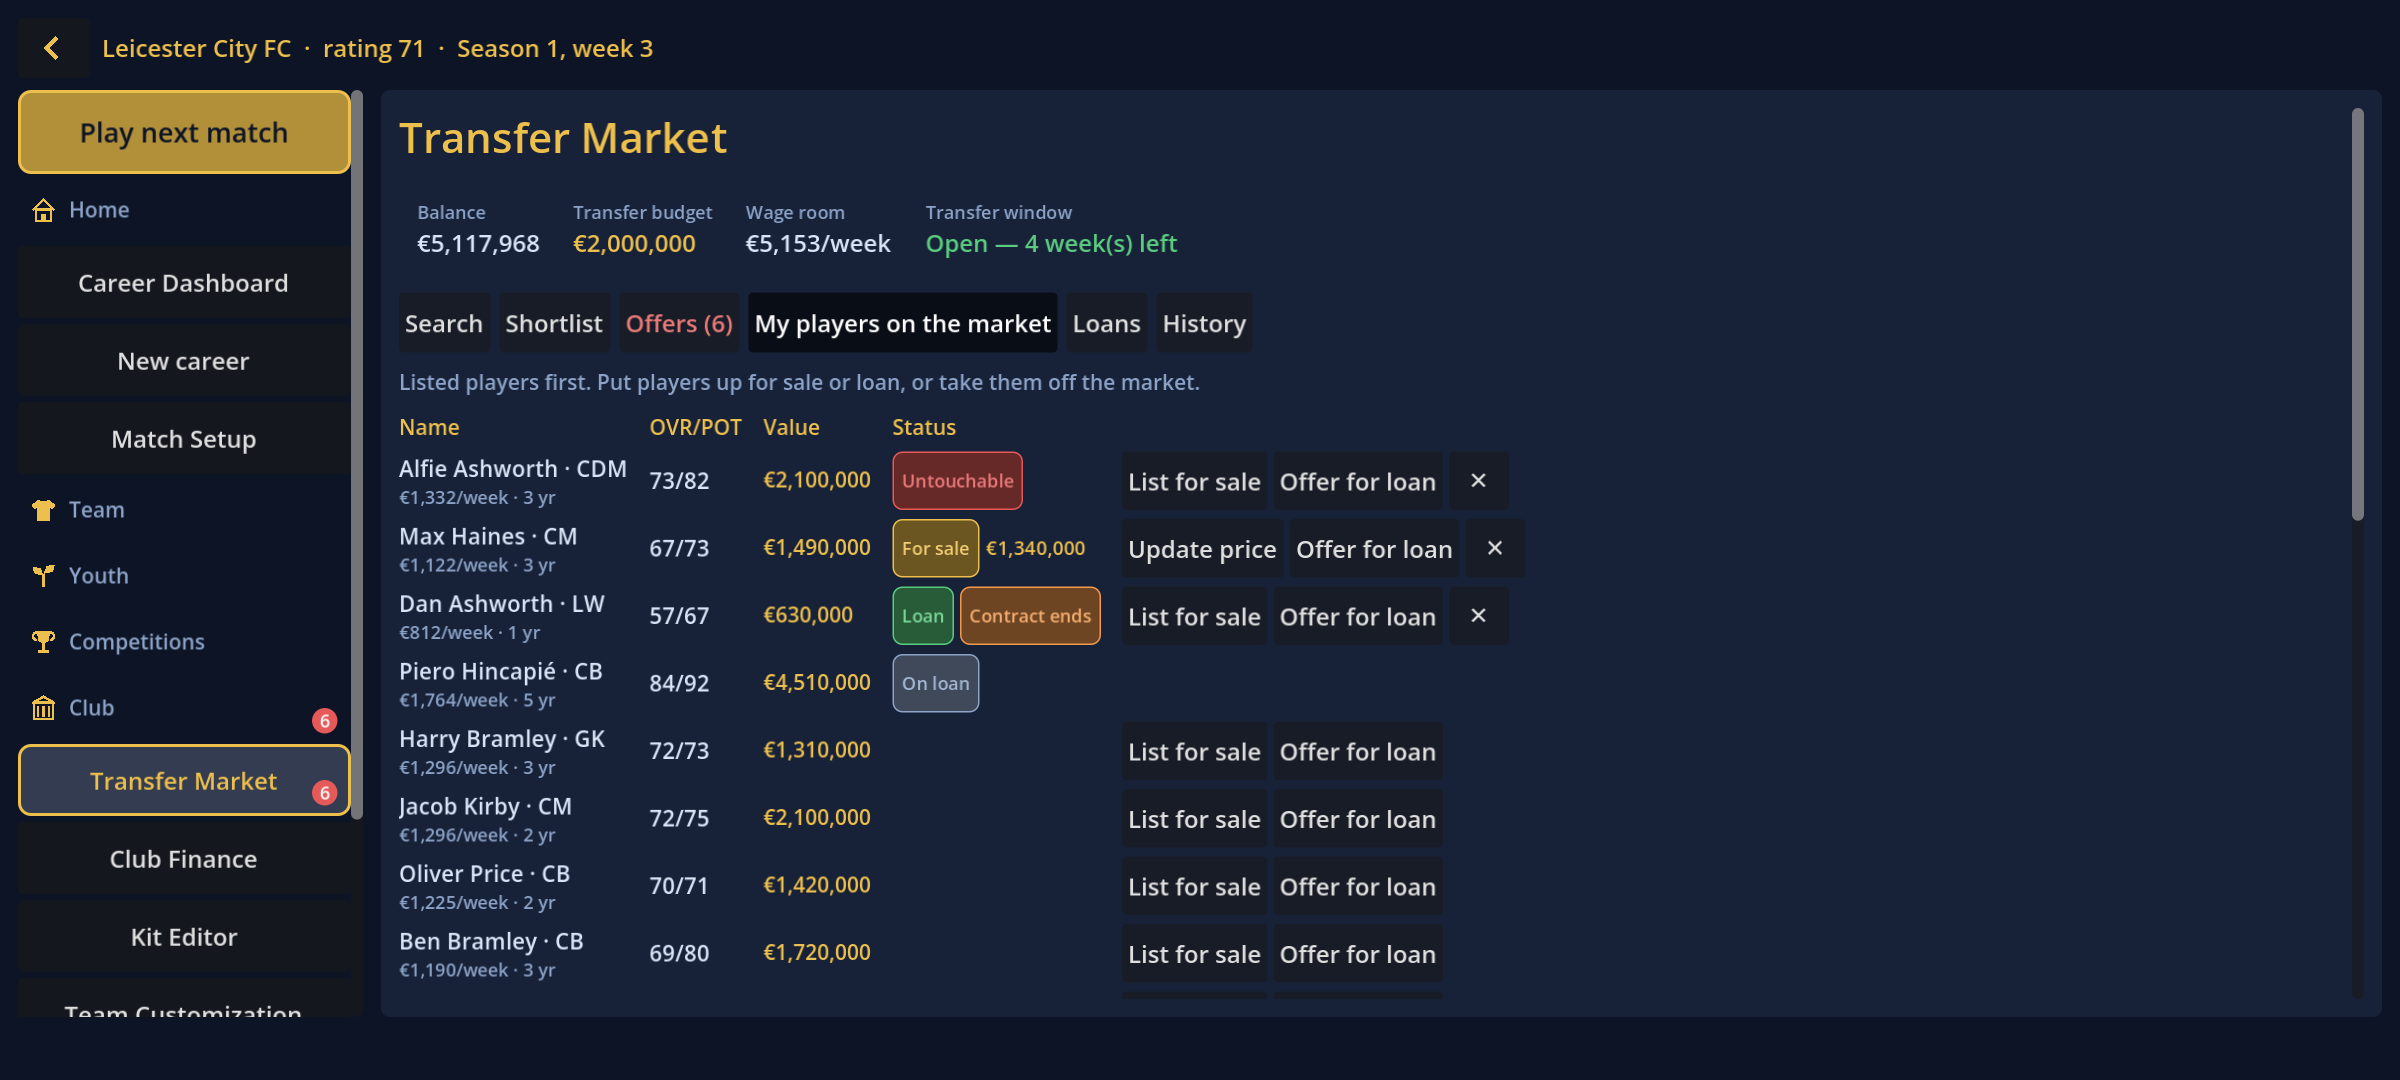 Leicester City FC · rating 71 · Season 1, week 3
Play next match
Home
Career Dashboard
New career
Match Setup
Team
Youth
Competitions
Club
6
Transfer Market
6
Club Finance
Kit Editor
Team Customization
Transfer Market
Balance Transfer budget Wage room Transfer window
€5,117,968 €2,000,000 €5,153/week Open — 4 week(s) left
Search Shortlist Offers (6) My players on the market Loans History
Listed players first. Put players up for sale or loan, or take them off the market.
Name OVR/POT Value Status
Alfie Ashworth · CDM 73/82 €2,100,000 Untouchable List for sale Offer for loan ×
€1,332/week · 3 yr
Max Haines · CM 67/73 €1,490,000 For sale €1,340,000 Update price Offer for loan ×
€1,122/week · 3 yr
Dan Ashworth · LW 57/67 €630,000 Loan Contract ends List for sale Offer for loan ×
€812/week · 1 yr
Piero Hincapié · CB 84/92 €4,510,000 On loan
€1,764/week · 5 yr
Harry Bramley · GK 72/73 €1,310,000 List for sale Offer for loan
€1,296/week · 3 yr
Jacob Kirby · CM 72/75 €2,100,000 List for sale Offer for loan
€1,296/week · 2 yr
Oliver Price · CB 70/71 €1,420,000 List for sale Offer for loan
€1,225/week · 2 yr
Ben Bramley · CB 69/80 €1,720,000 List for sale Offer for loan
€1,190/week · 3 yr